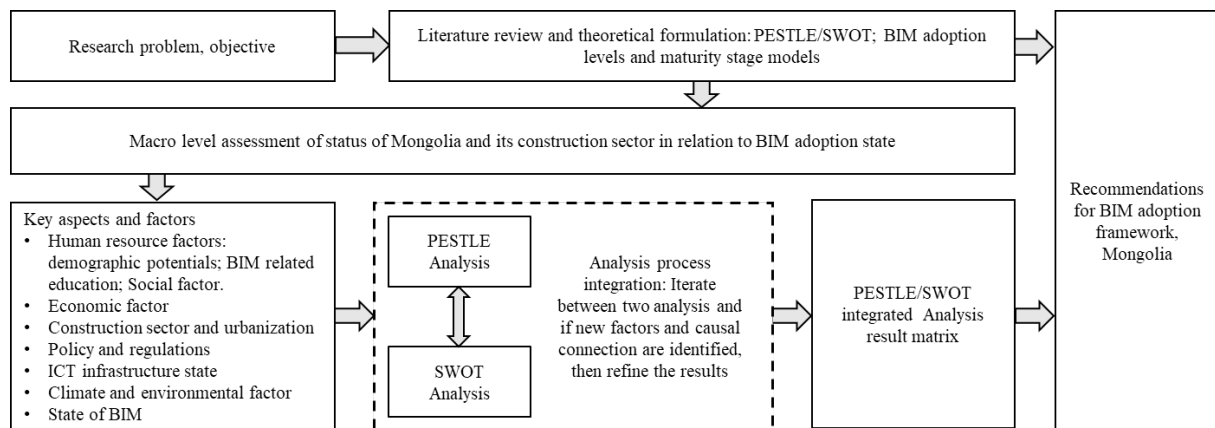 Research problem, objective
Literature review and theoretical formulation: PESTLE/SWOT; BIM adoption
levels and maturity stage models
Macro level assessment of status of Mongolia and its construction sector in relation to BIM adoption state
Key aspects and factors
• Human resource factors:
demographic potentials; BIM related
education; Social factor.
• Economic factor
• Construction sector and urbanization
• Policy and regulations
• ICT infrastructure state
• Climate and environmental factor
• State of BIM
PESTLE
Analysis
SWOT
Analysis
Analysis process
integration: Iterate
between two analysis and
if new factors and causal
connection are identified,
then refine the results
PESTLE/SWOT
integrated Analysis
result matrix
Recommendations
for BIM adoption
framework,
Mongolia